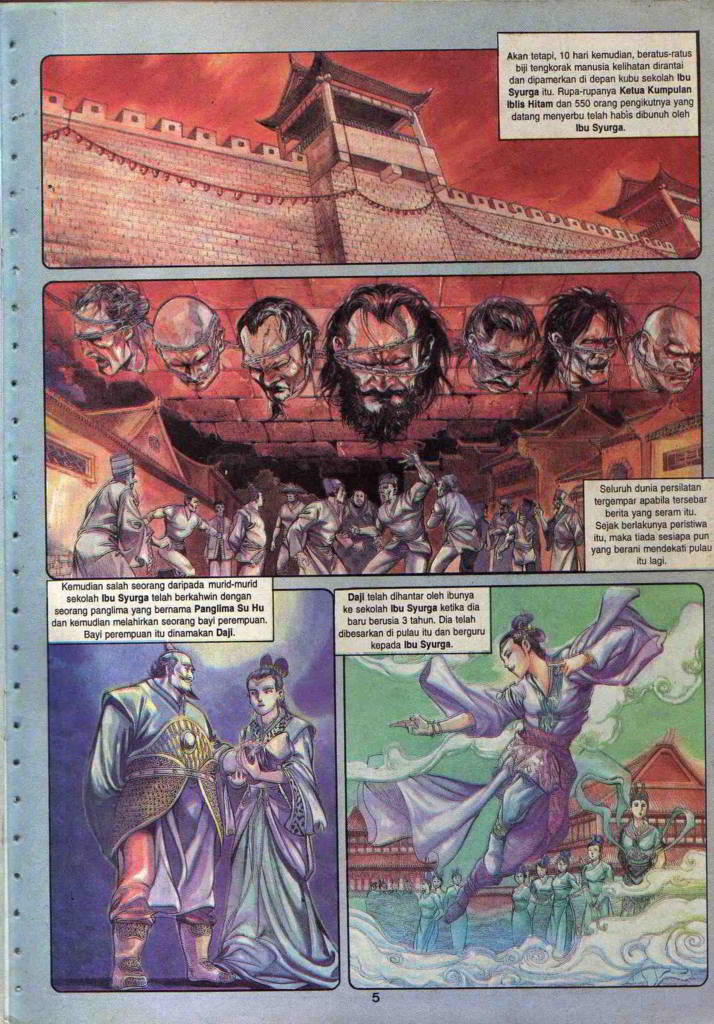 Akan tetapi, 10 hari kemudian, beratus-ratus
biji tengkorak manusia kelihatan dirantai
dan dipamerkan di depan kubu sekolah Ibu
Syurga itu. Rupa-rupanya Ketua Kumpulan
Iblis Hitam dan 550 orang pengikutnya yang
datang menyerbu telah habis dibunuh oleh
Ibu Syurga.
Seluruh dunia persilatan
tergempar apabila tersebar
berita yang seram itu.
Sejak berlakunya peristiwa
itu, maka tiada sesiapa pun
yang berani mendekati pulau
itu lagi.
Kemudian salah seorang daripada murid-murid
sekolah Ibu Syurga telah berkahwin dengan
seorang panglima yang bernama Panglima Su Hu
dan kemudian melahirkan seorang bayi perempuan.
Bayi perempuan itu dinamakan Daji.
Daji telah dihantar oleh ibunya
ke sekolah Ibu Syurga ketika dia
baru berusia 3 tahun. Dia telah
dibesarkan di pulau itu dan berguru
kepada Ibu Syurga.
5